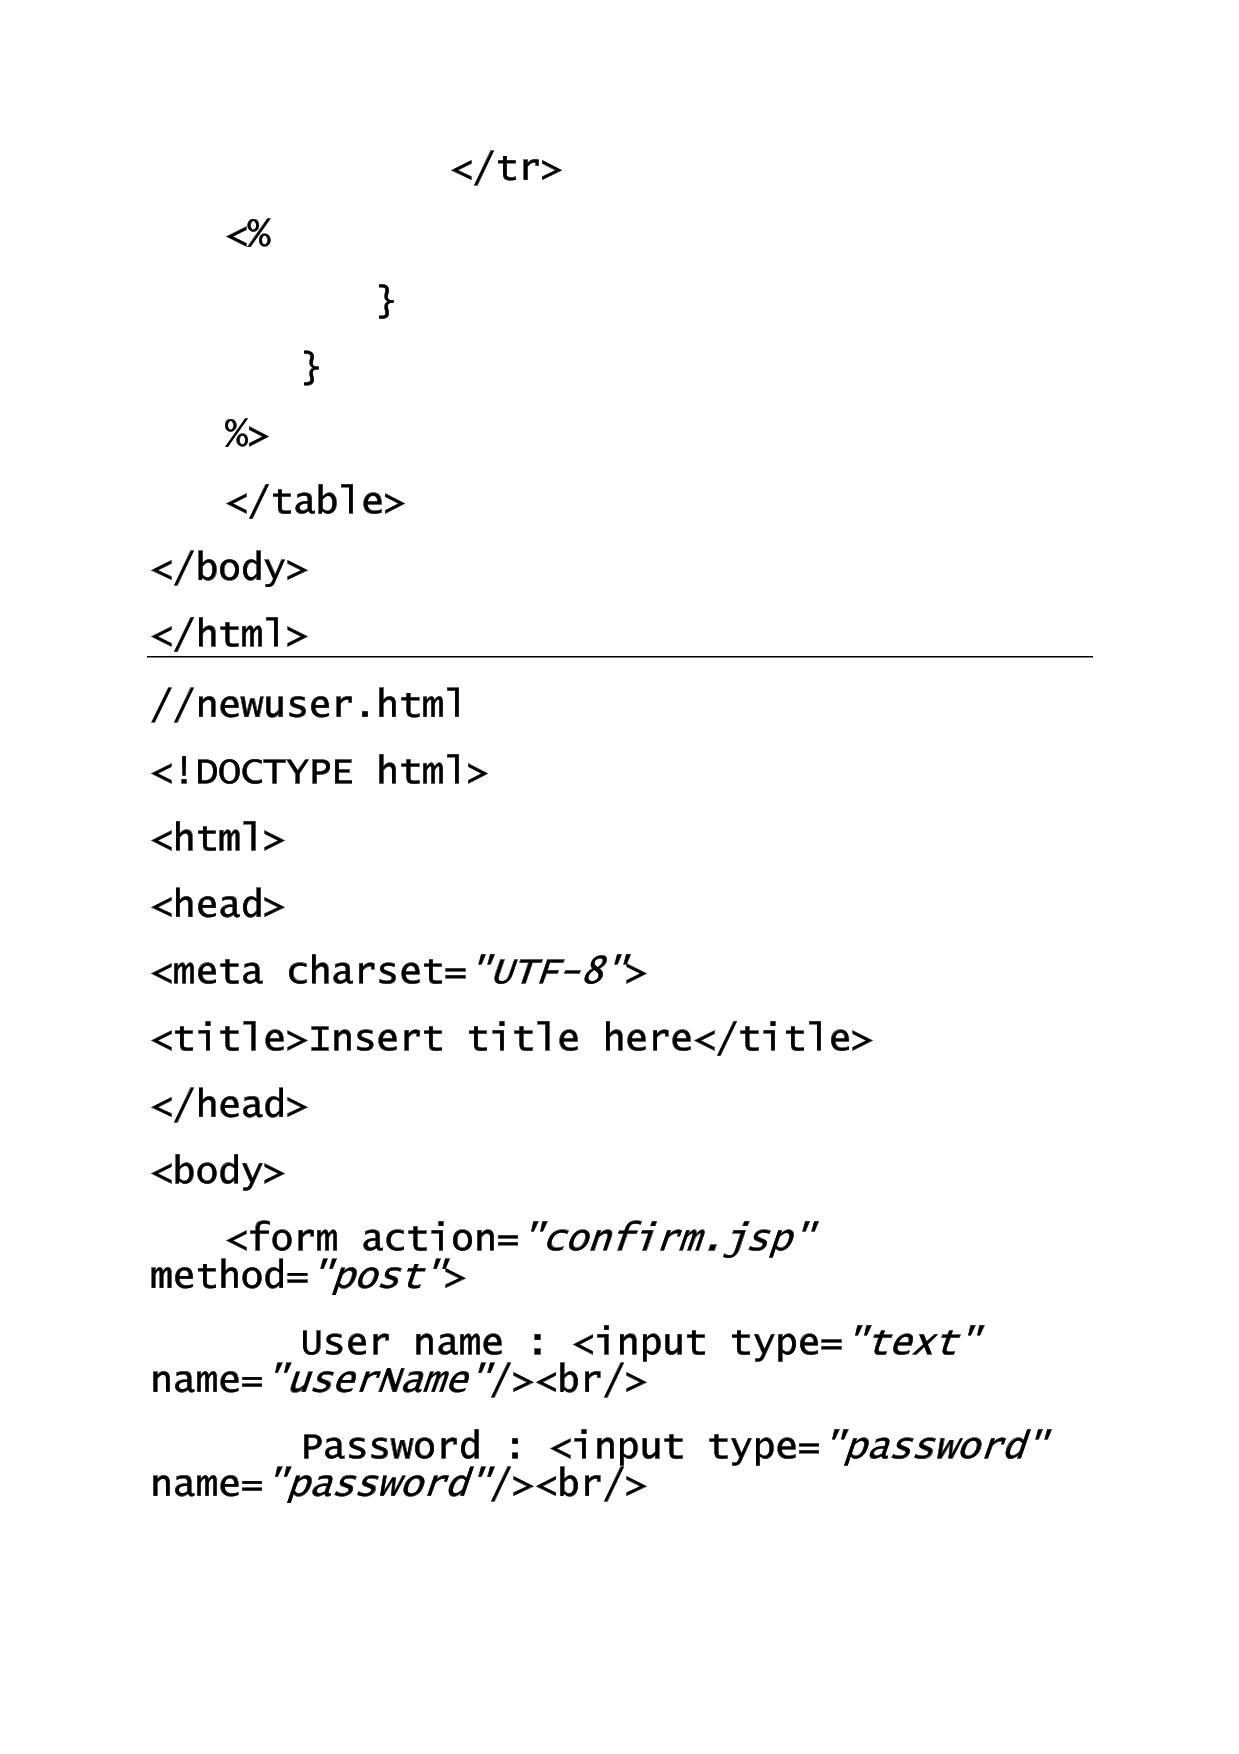 </tr>
<%
}
}
%>
</table>
</body>
</html>
//newuser.html
<!DOCTYPE html>
<html>
<head>
<meta charset="UTF-8">
<title>Insert title here</title>
</head>
<body>
<form action="confirm.jsp"
method="post">
User name : <input type="text"
name="userName"/><br/>
Password : <input type="password"
name="password"/><br/>